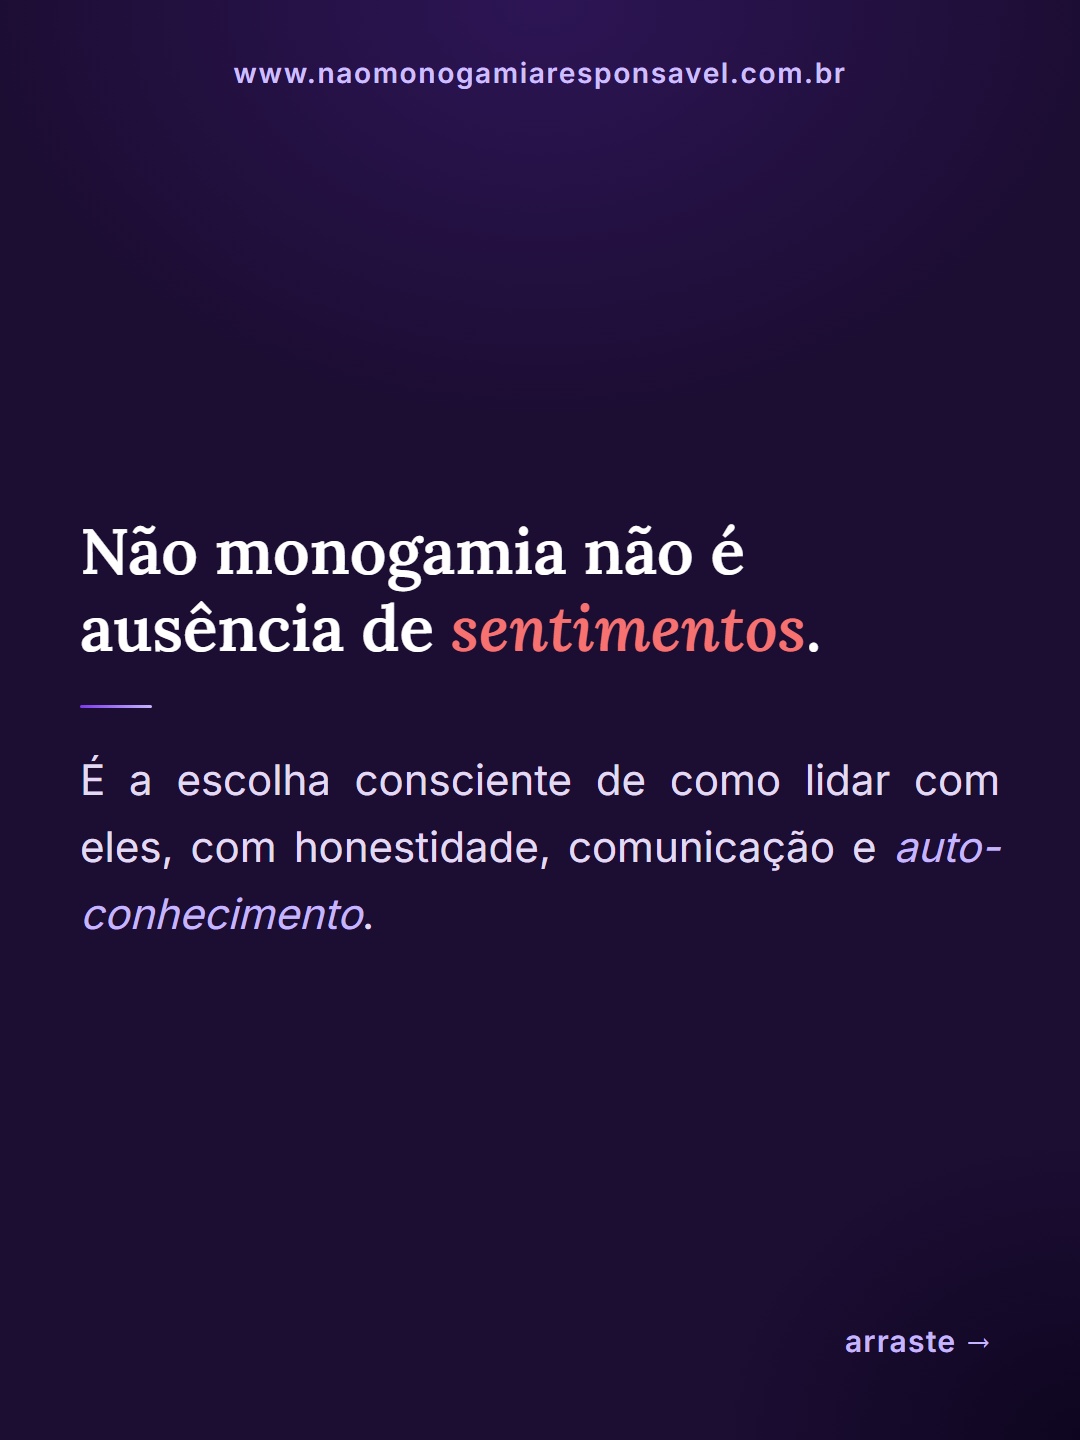 www.naomonogamiaresponsavel.com.br
Não monogamia não é
ausência de sentimentos.
É a escolha consciente de como lidar com
eles, com honestidade, comunicação e auto-
conhecimento.
arraste →